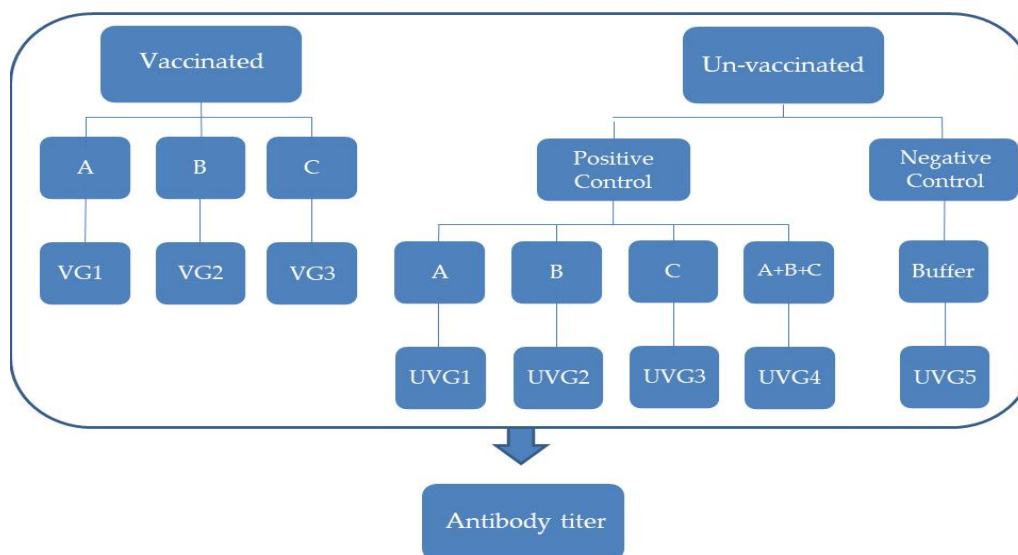 Vaccinated
Un-vaccinated
A
B
C
Positive
Control
Negative
Control
VG1
VG2
VG3
A
B
C
A+B+C
Buffer
UVG1
UVG2
UVG3
UVG4
UVG5
Antibody titer